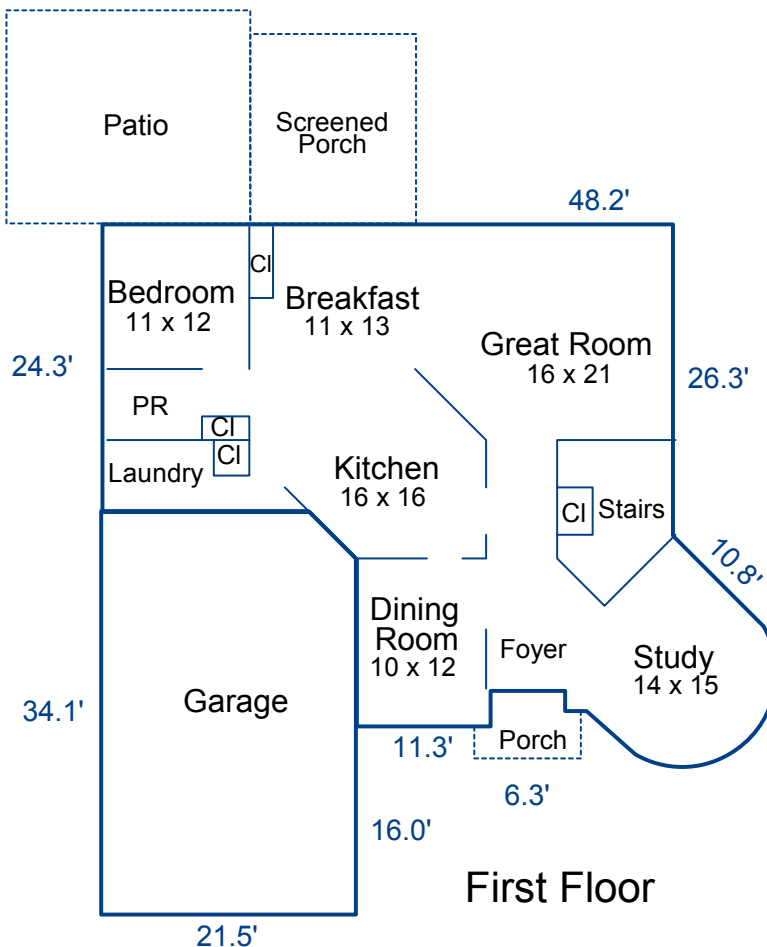 Patio
Screened
Porch
48.2'
Cl
Bedroom
11 x 12
Breakfast
11 x 13
Great Room
16 x 21
24.3'
26.3'
PR
Cl
Cl
Laundry
Kitchen
16 x 16
Cl
Stairs
10.8'
Dining
Room
10 x 12
Foyer
Study
14 x 15
Garage
34.1'
11.3'
Porch
6.3'
16.0'
First Floor
21.5'